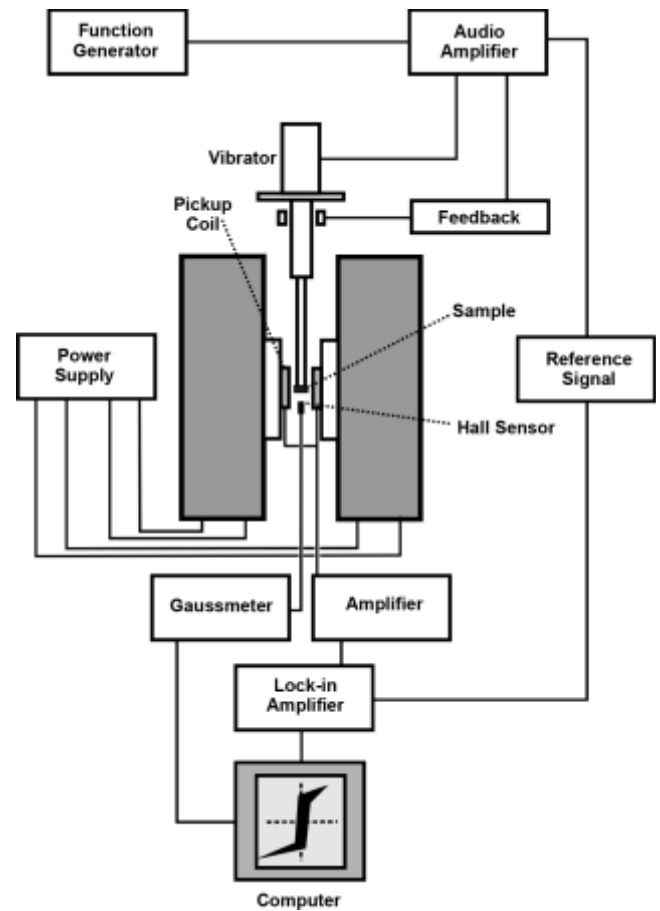 Function
Generator
Audio
Amplifier
Vibrator
Pickup
Coil
Feedback
Sample
Power
Supply
Reference
Signal
Hall Sensor
Gaussmeter
Amplifier
Lock-in
Amplifier
Computer